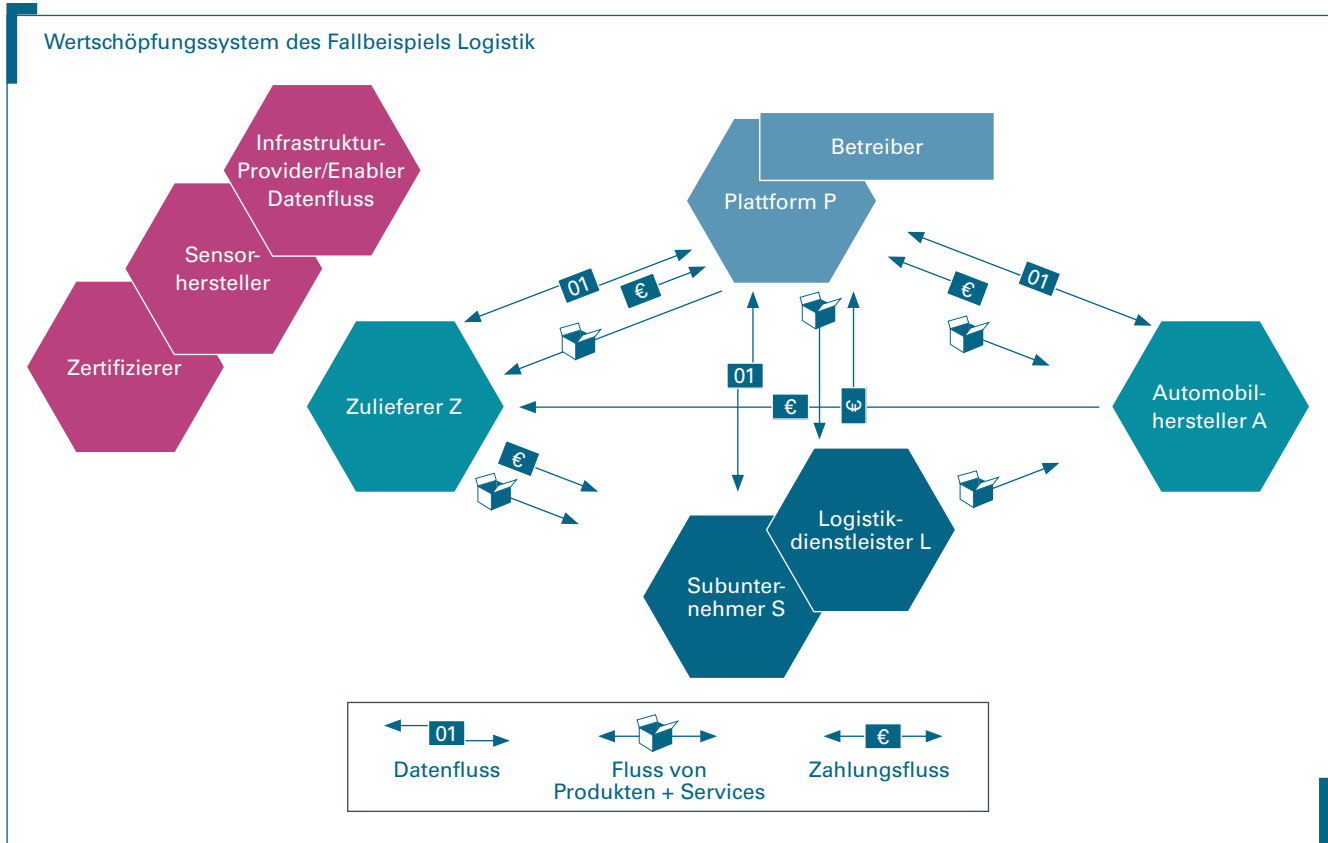 Wertschöpfungssystem des Fallbeispiels Logistik
Infrastruktur-
Provider/Enabler
Datenfluss
Sensor-
hersteller
Zertifizierer
Betreiber
Plattform P
01
€
01
€
01
€
€
Zulieferer Z
Automobil-
hersteller A
€
Logistik-
dienstleister L
Subunter-
nehmer S
01
Datenfluss
Fluss von
Produkten + Services
€
Zahlungsfluss